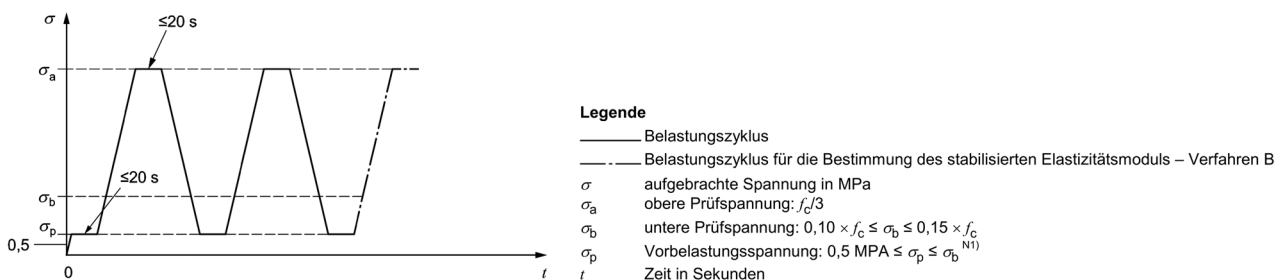 σ
≤20 s
σa
≤20 s
σb
σp
0,5
0
t
Legende
Belastungszyklus
Belastungszyklus für die Bestimmung des stabilisierten Elastizitätsmoduls – Verfahren B
σ aufgebrachte Spannung in MPa
σa obere Prüfspannung: fc/3
σb untere Prüfspannung: 0,10 × fc ≤ σb ≤ 0,15 × fc
σp Vorbelastungsspannung: 0,5 MPA ≤ σp ≤ σb N1)
t Zeit in Sekunden